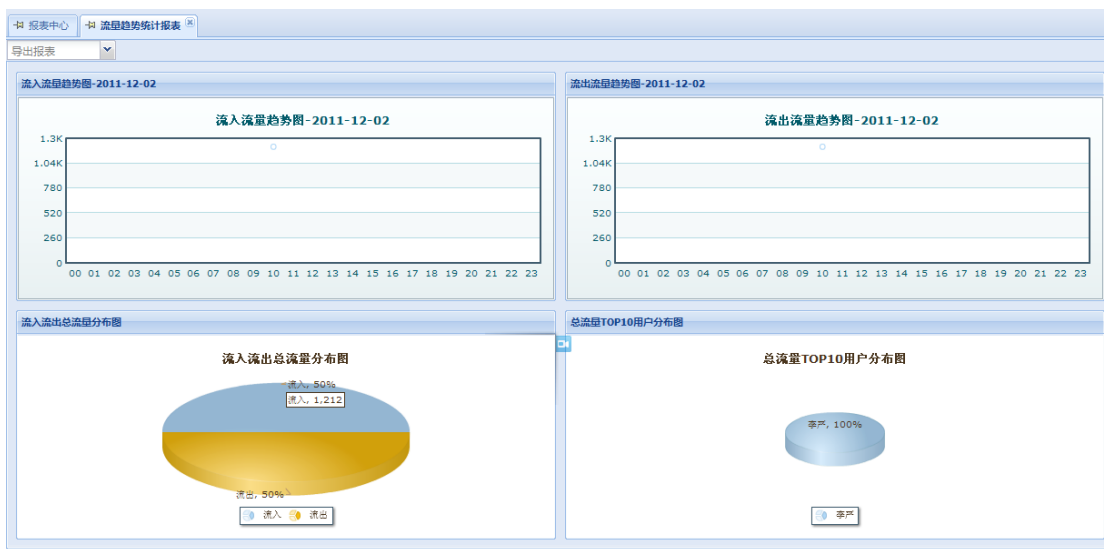 报表中心 流量趋势统计报表
导出报表
流入流量趋势图-2011-12-02
流入流量趋势图-2011-12-02
1.3K
1.04K
780
520
260
0
00 01 02 03 04 05 06 07 08 09 10 11 12 13 14 15 16 17 18 19 20 21 22 23
流出流量趋势图-2011-12-02
流出流量趋势图-2011-12-02
1.3K
1.04K
780
520
260
0
00 01 02 03 04 05 06 07 08 09 10 11 12 13 14 15 16 17 18 19 20 21 22 23
流入流出总流量分布图
流入流出总流量分布图
流入, 50%
流入, 1,212
流出, 50%
流入 流出
总流量TOP10用户分布图
总流量TOP10用户分布图
李严, 100%
李严